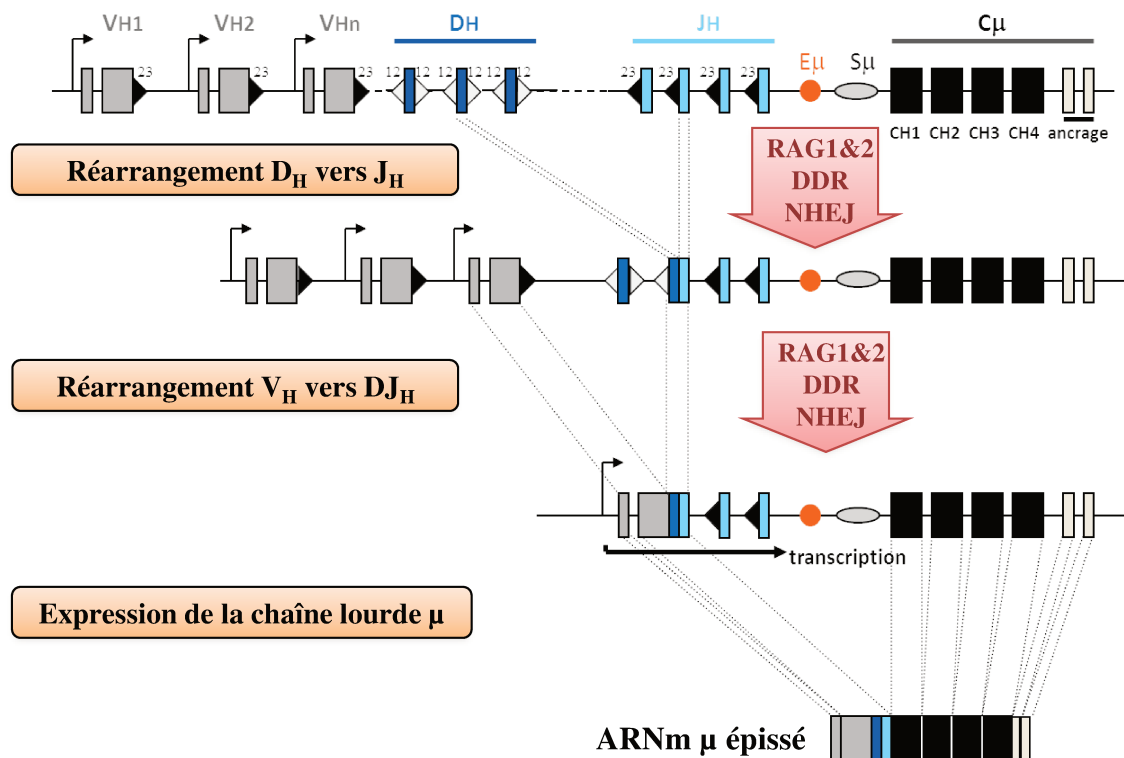 VH1 VH2 VHn DH JH Cμ
Eμ Sμ
23 23 23 12 12 12 12 12 12 23 23 23 23
CH1 CH2 CH3 CH4 ancrage
Réarrangement DH vers JH
RAG1&2
DDR
NHEJ
Réarrangement VH vers DJH
RAG1&2
DDR
NHEJ
transcription
Expression de la chaîne lourde μ
ARNm μ épissé